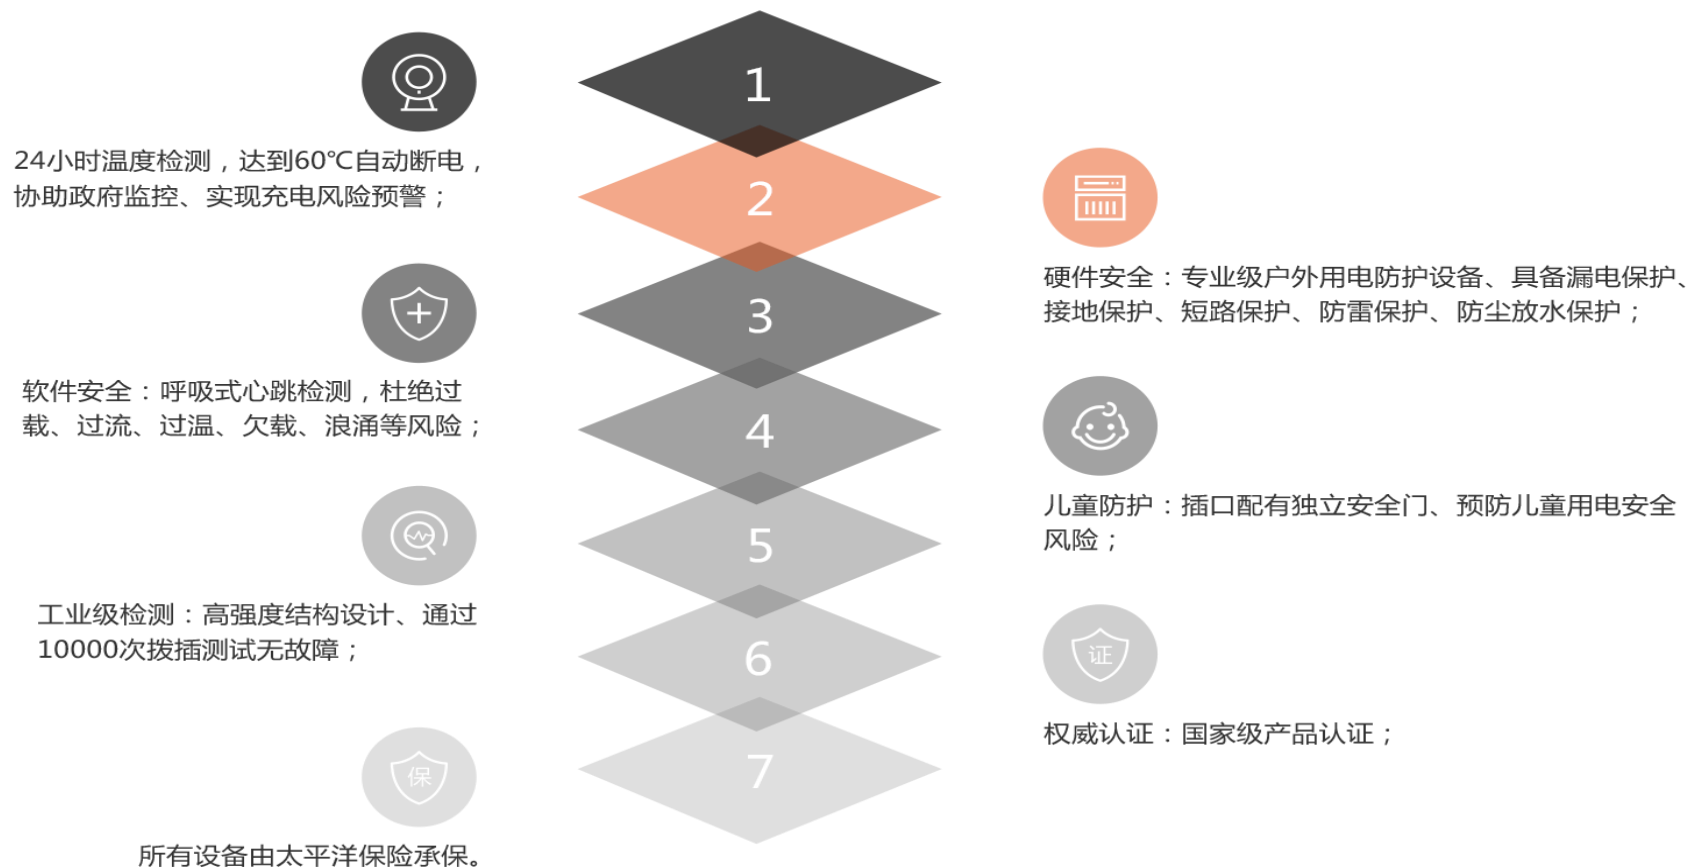 1
24小时温度检测，达到60℃自动断电，
协助政府监控、实现充电风险预警；
2
硬件安全：专业级户外用电防护设备、具备漏电保护、
接地保护、短路保护、防雷保护、防尘放水保护；
3
软件安全：呼吸式心跳检测，杜绝过
载、过流、过温、欠载、浪涌等风险；
4
儿童防护：插口配有独立安全门、预防儿童用电安全
风险；
5
工业级检测：高强度结构设计、通过
10000次拨插测试无故障；
6
证
权威认证：国家级产品认证；
7
保
所有设备由太平洋保险承保。